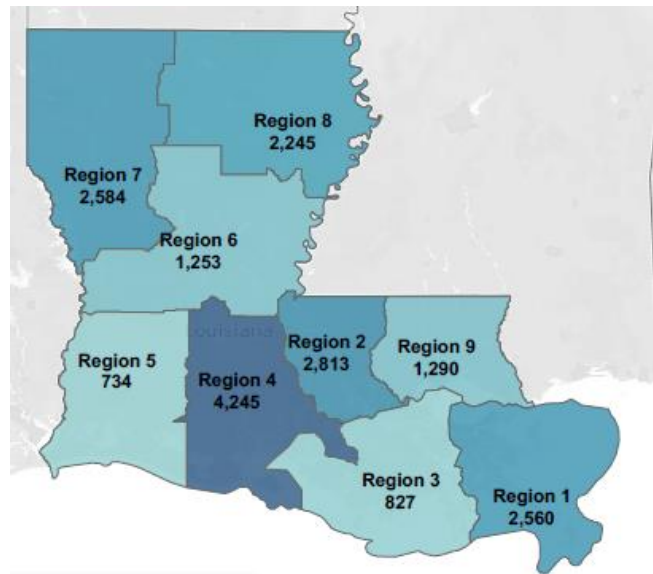 Region 8
2,245
Region 7
2,584
Region 6
1,253
Louisiana
Region 2
2,813
Region 9
1,290
Region 5
734
Region 4
4,245
Region 3
827
Region 1
2,560